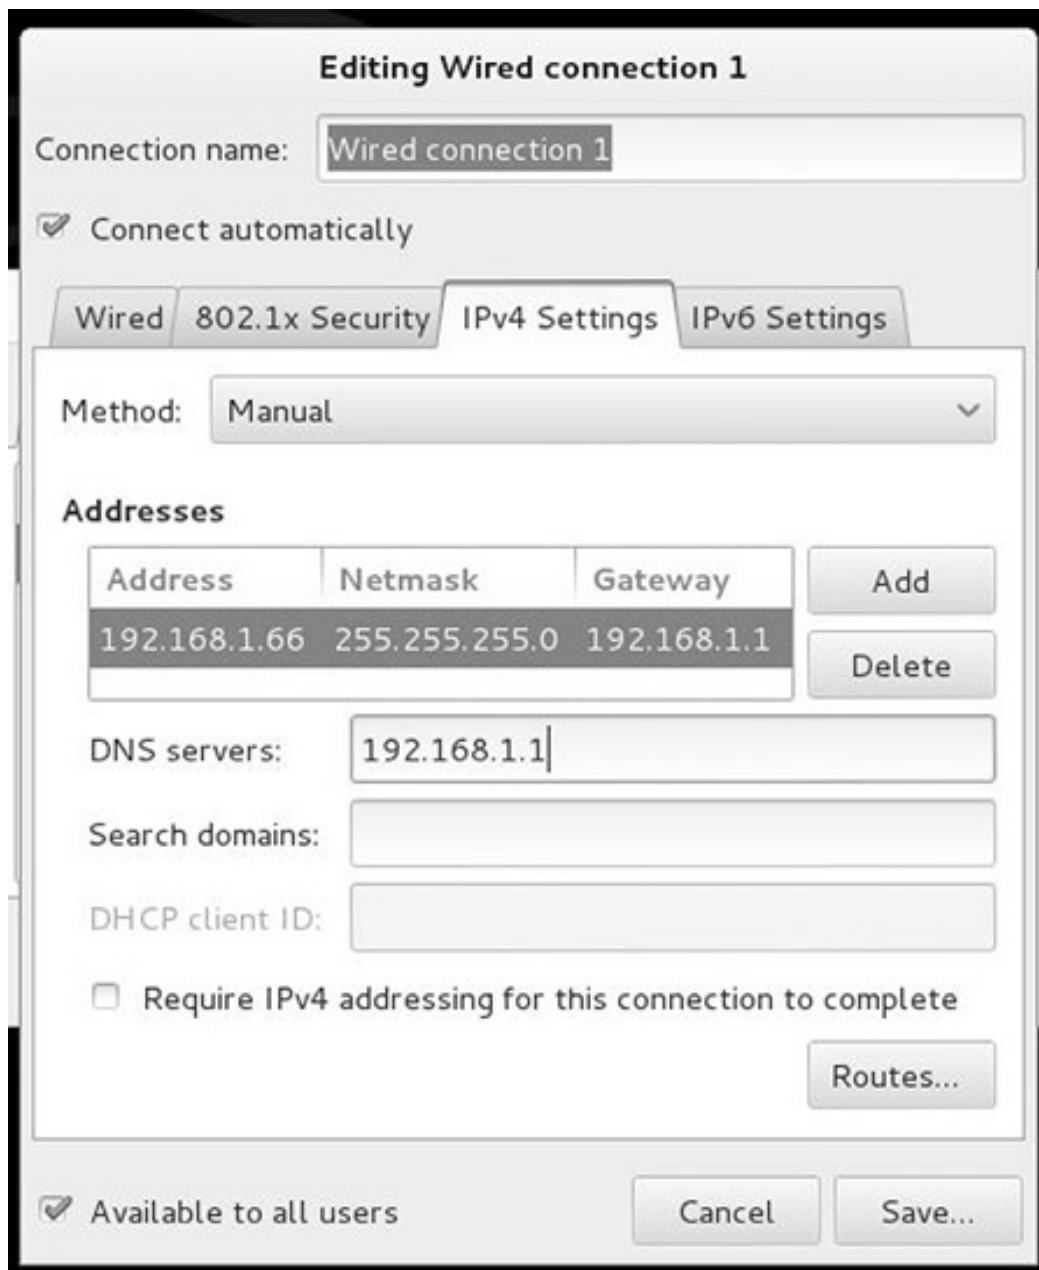 Editing Wired connection 1
Connection name: Wired connection 1
Connect automatically
Wired 802.1x Security IPv4 Settings IPv6 Settings
Method: Manual
Addresses
Address Netmask Gateway Add
192.168.1.66 255.255.255.0 192.168.1.1
Delete
DNS servers: 192.168.1.1
Search domains:
DHCP client ID:
Require IPv4 addressing for this connection to complete
Routes...
Available to all users Cancel Save...